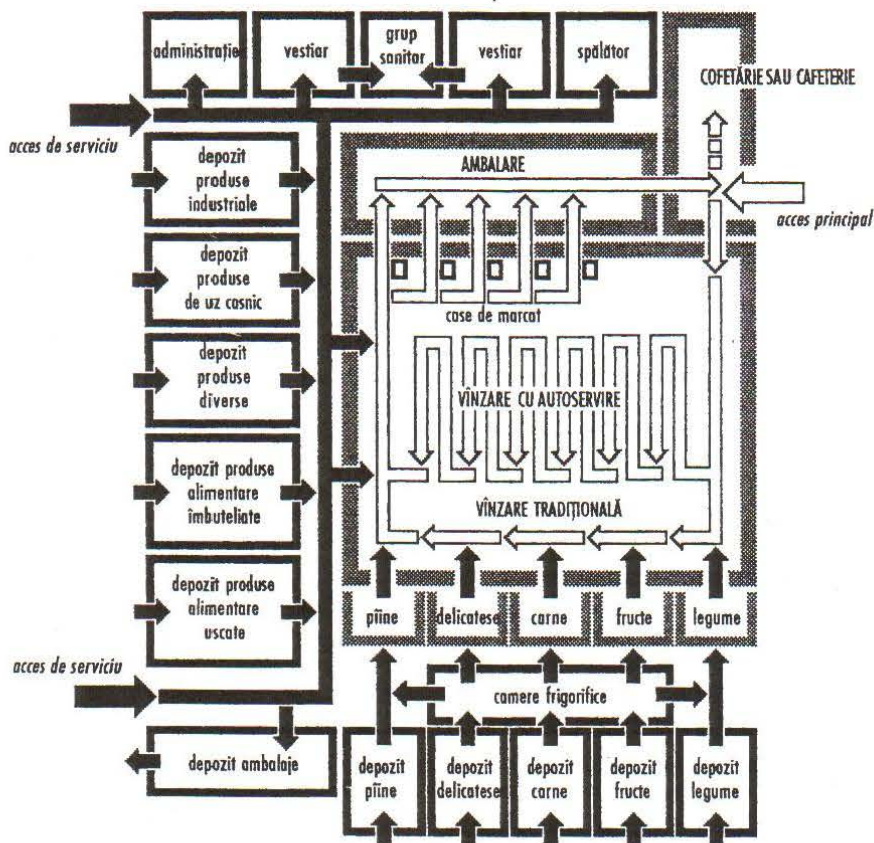 administrație
vestiar
grup
sanitar
vestiar
spălător
COFETĂRIE SAU CAFETERIE
acces de serviciu
depozit
produse
industriale
AMBALARE
acces principal
depozit
produse
de uz casnic
case de marcat
depozit
produse
diverse
VÎNZARE CU AUTOSERVIRE
depozit produse
alimentare
îmbuteliate
VÎNZARE TRADIȚIONALĂ
depozit produse
alimentare
uscate
pîine
delicatese
carne
fructe
legume
acces de serviciu
camere frigorifice
depozit ambalaje
depozit
pîine
depozit
delicatese
depozit
carne
depozit
fructe
depozit
legume